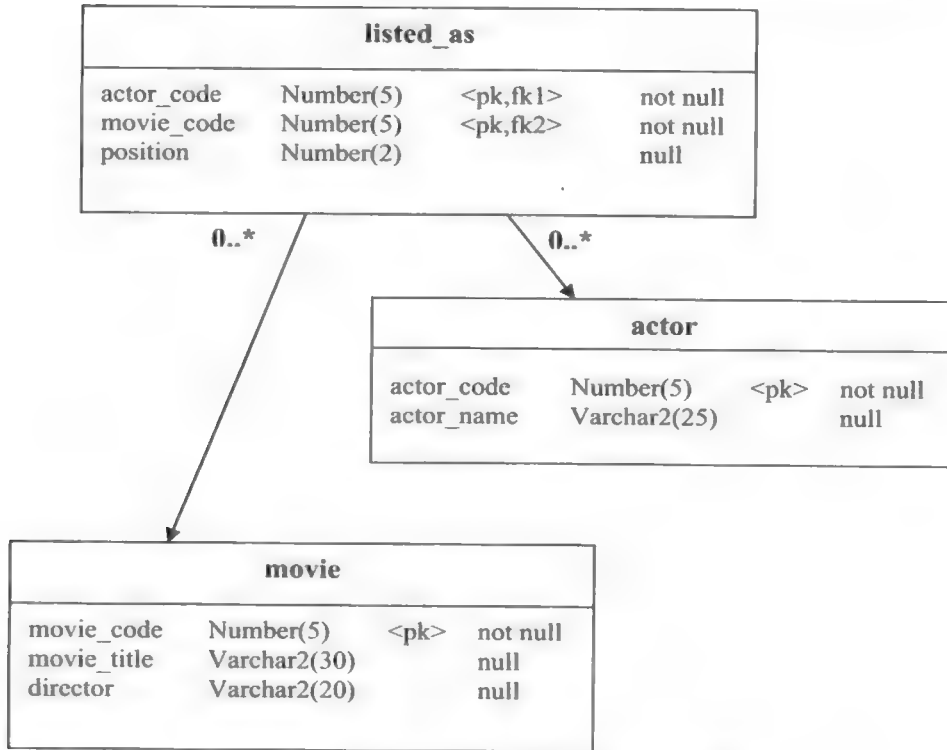 listed_as
actor_code Number(5) <pk,fk1> not null
movie_code Number(5) <pk,fk2> not null
position Number(2) null
0..* 0..*
actor
actor_code Number(5) <pk> not null
actor_name Varchar2(25) null
movie
movie_code Number(5) <pk> not null
movie_title Varchar2(30) null
director Varchar2(20) null